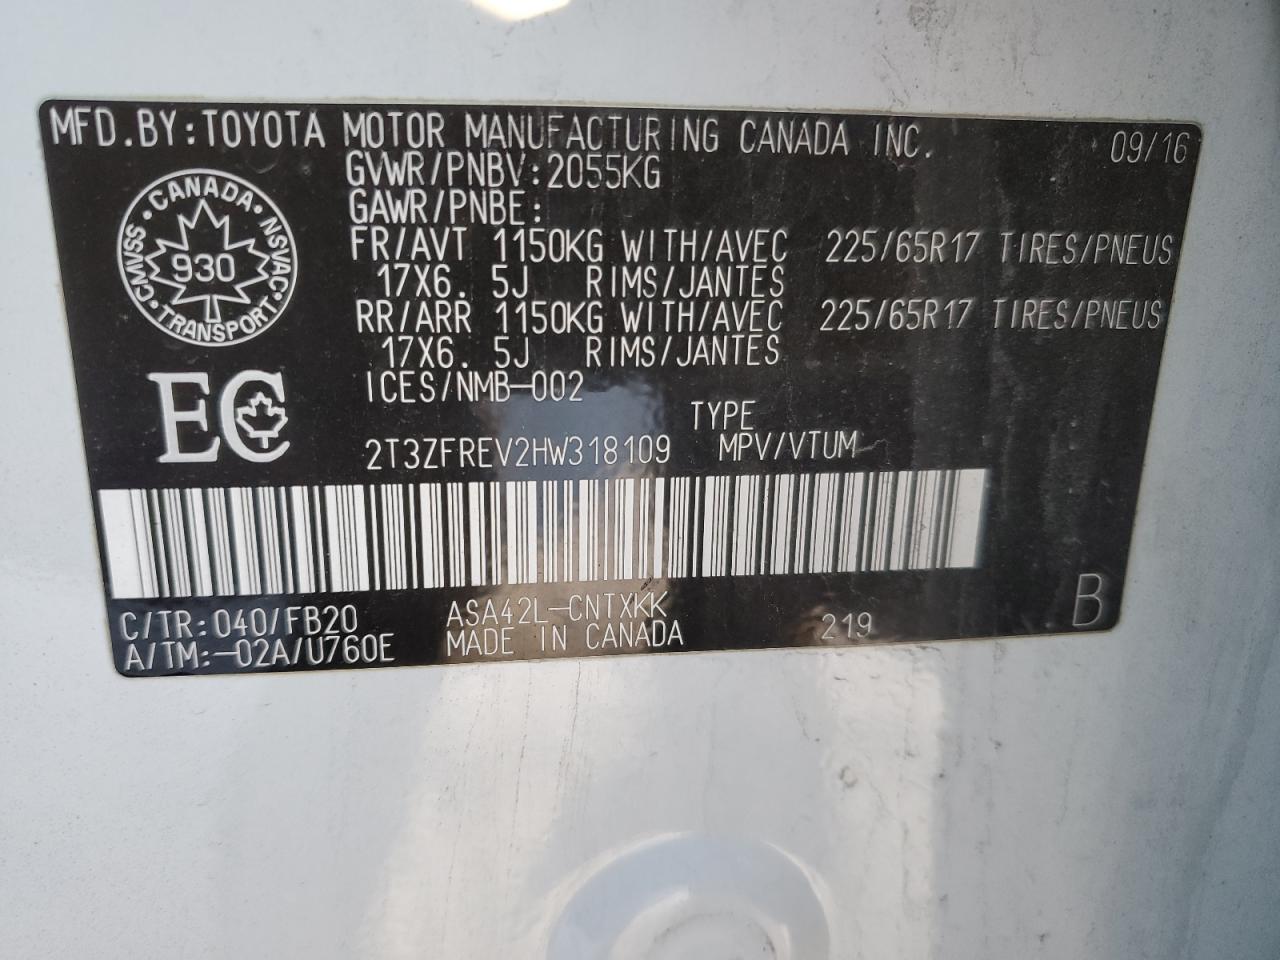 MFD.BY:TOYOTA MOTOR MANUFACTURING CANADA INC. 09/16
GVWR/PNBV:2055KG
GAWR/PNBE:
FR/AVT 1150KG WITH/AVEC 225/65R17 TIRES/PNEUS
17X6. 5J RIMS/JANTES
RR/ARR 1150KG WITH/AVEC 225/65R17 TIRES/PNEUS
17X6. 5J RIMS/JANTES
ICES/NMB-002
CANADA · NSVAC · TRANSPORT · CMVSS ·
930
EC
TYPE
2T3ZFREV2HW318109 MPV/VTUM
C/TR:040/FB20 ASA42L-CNTXKK 219 B
A/TM:-02A/U760E MADE IN CANADA